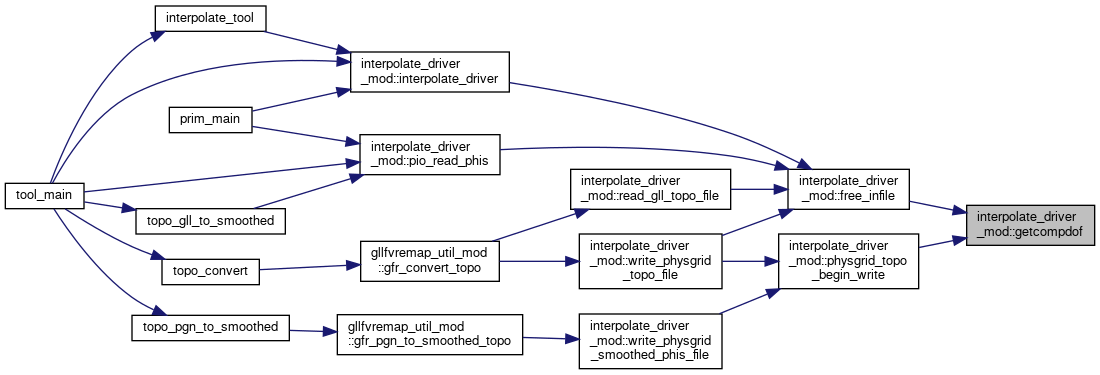 interpolate_tool
interpolate_driver
_mod::interpolate_driver
prim_main
interpolate_driver
_mod::pio_read_phis
tool_main
topo_gll_to_smoothed
interpolate_driver
_mod::read_gll_topo_file
interpolate_driver
_mod::free_infile
interpolate_driver
_mod::getcompdof
topo_convert
gllfvremap_util_mod
::gfr_convert_topo
interpolate_driver
_mod::write_physgrid
_topo_file
interpolate_driver
_mod::physgrid_topo
_begin_write
topo_pgn_to_smoothed
gllfvremap_util_mod
::gfr_pgn_to_smoothed_topo
interpolate_driver
_mod::write_physgrid
_smoothed_phis_file